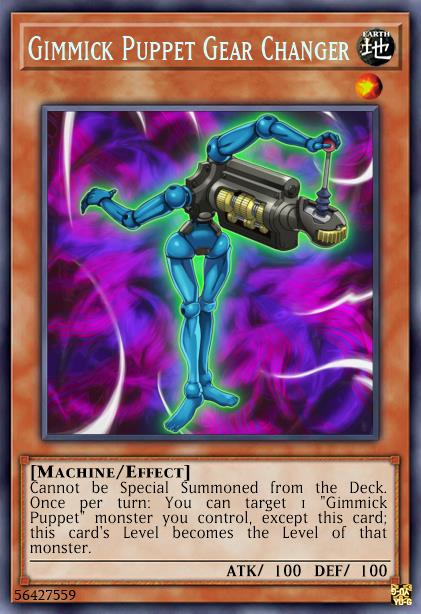 Gimmick Puppet Gear Changer
EARTH
地
[Machine/Effect]
Cannot be Special Summoned from the Deck.
Once per turn: You can target 1 "Gimmick
Puppet" monster you control, except this card;
this card's Level becomes the Level of that
monster.
ATK/ 100 DEF/ 100
56427559